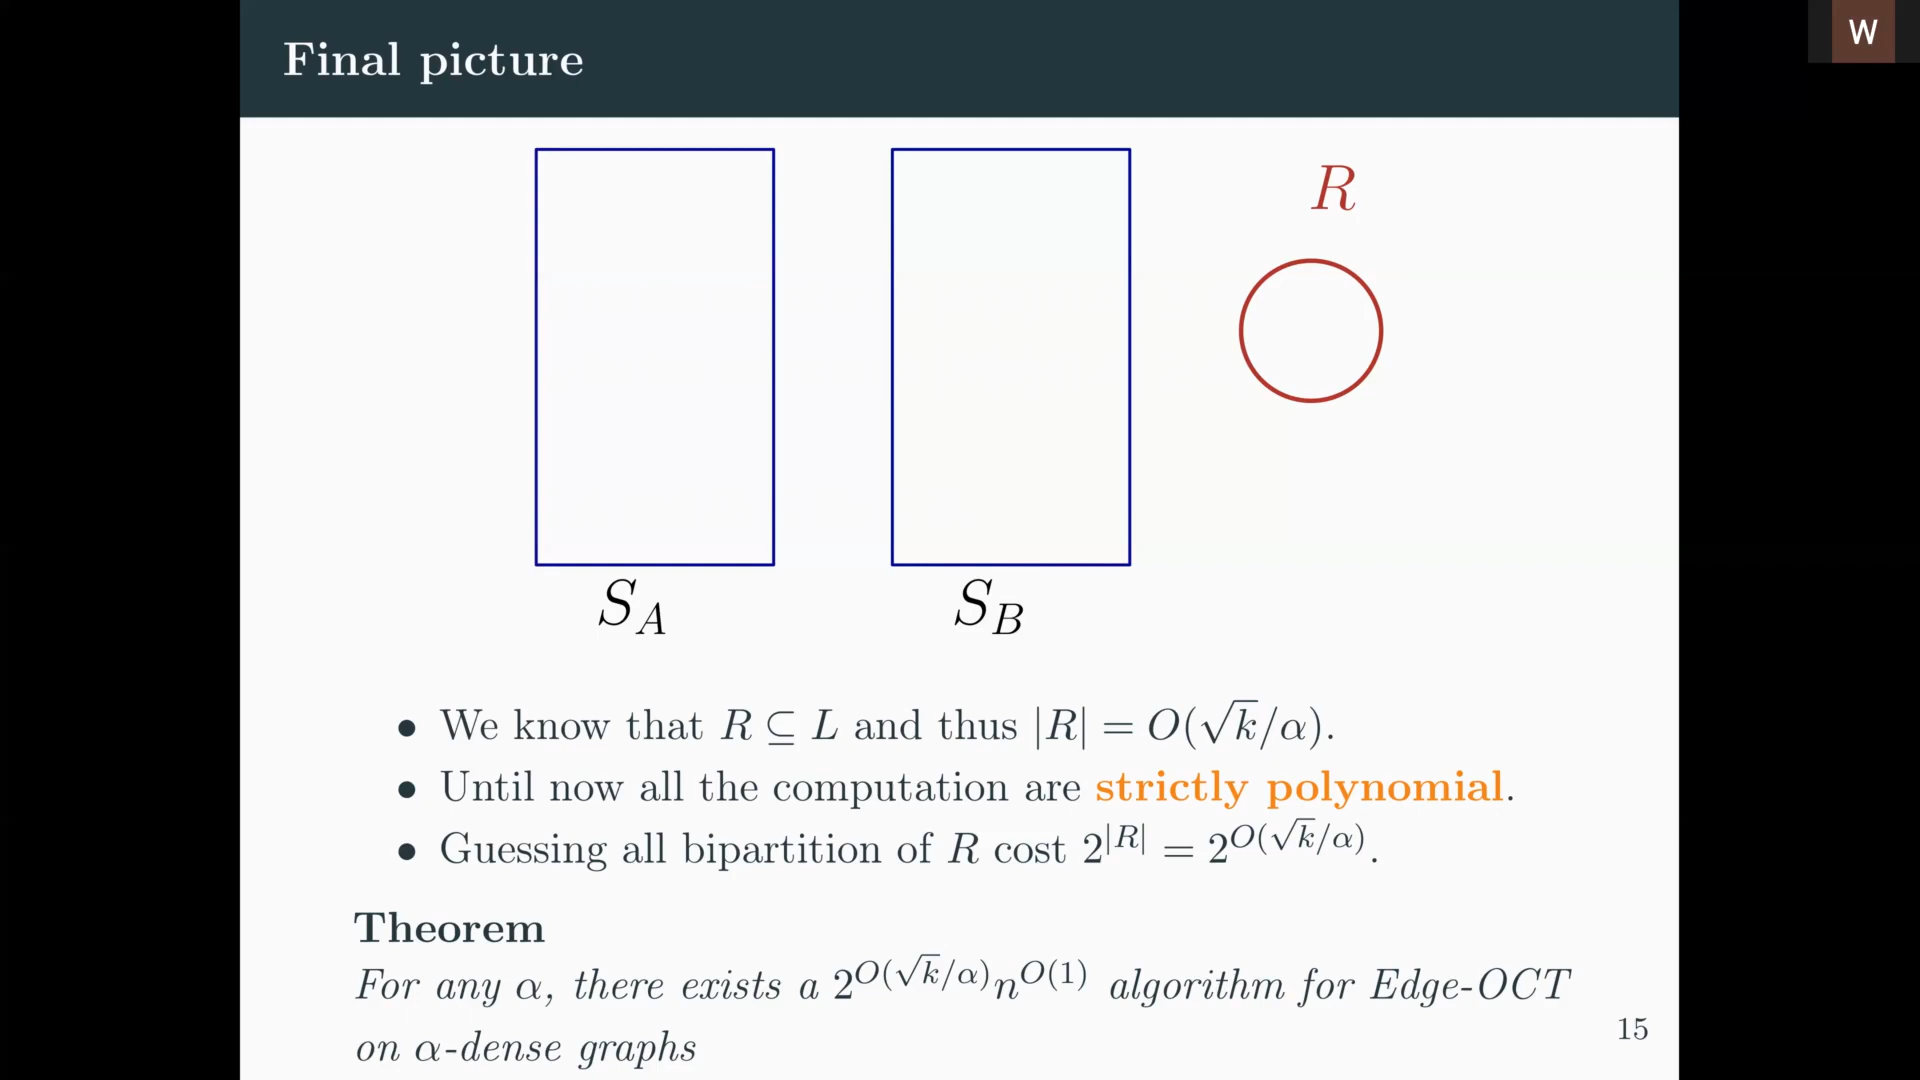 Final picture
W
R
S_A
S_B
• We know that R ⊆ L and thus |R| = O(√k/α).
• Until now all the computation are strictly polynomial.
• Guessing all bipartition of R cost 2^{|R|} = 2^{O(√k/α)}.
Theorem
For any α, there exists a 2^{O(√k/α)}n^{O(1)} algorithm for Edge-OCT
on α-dense graphs
15